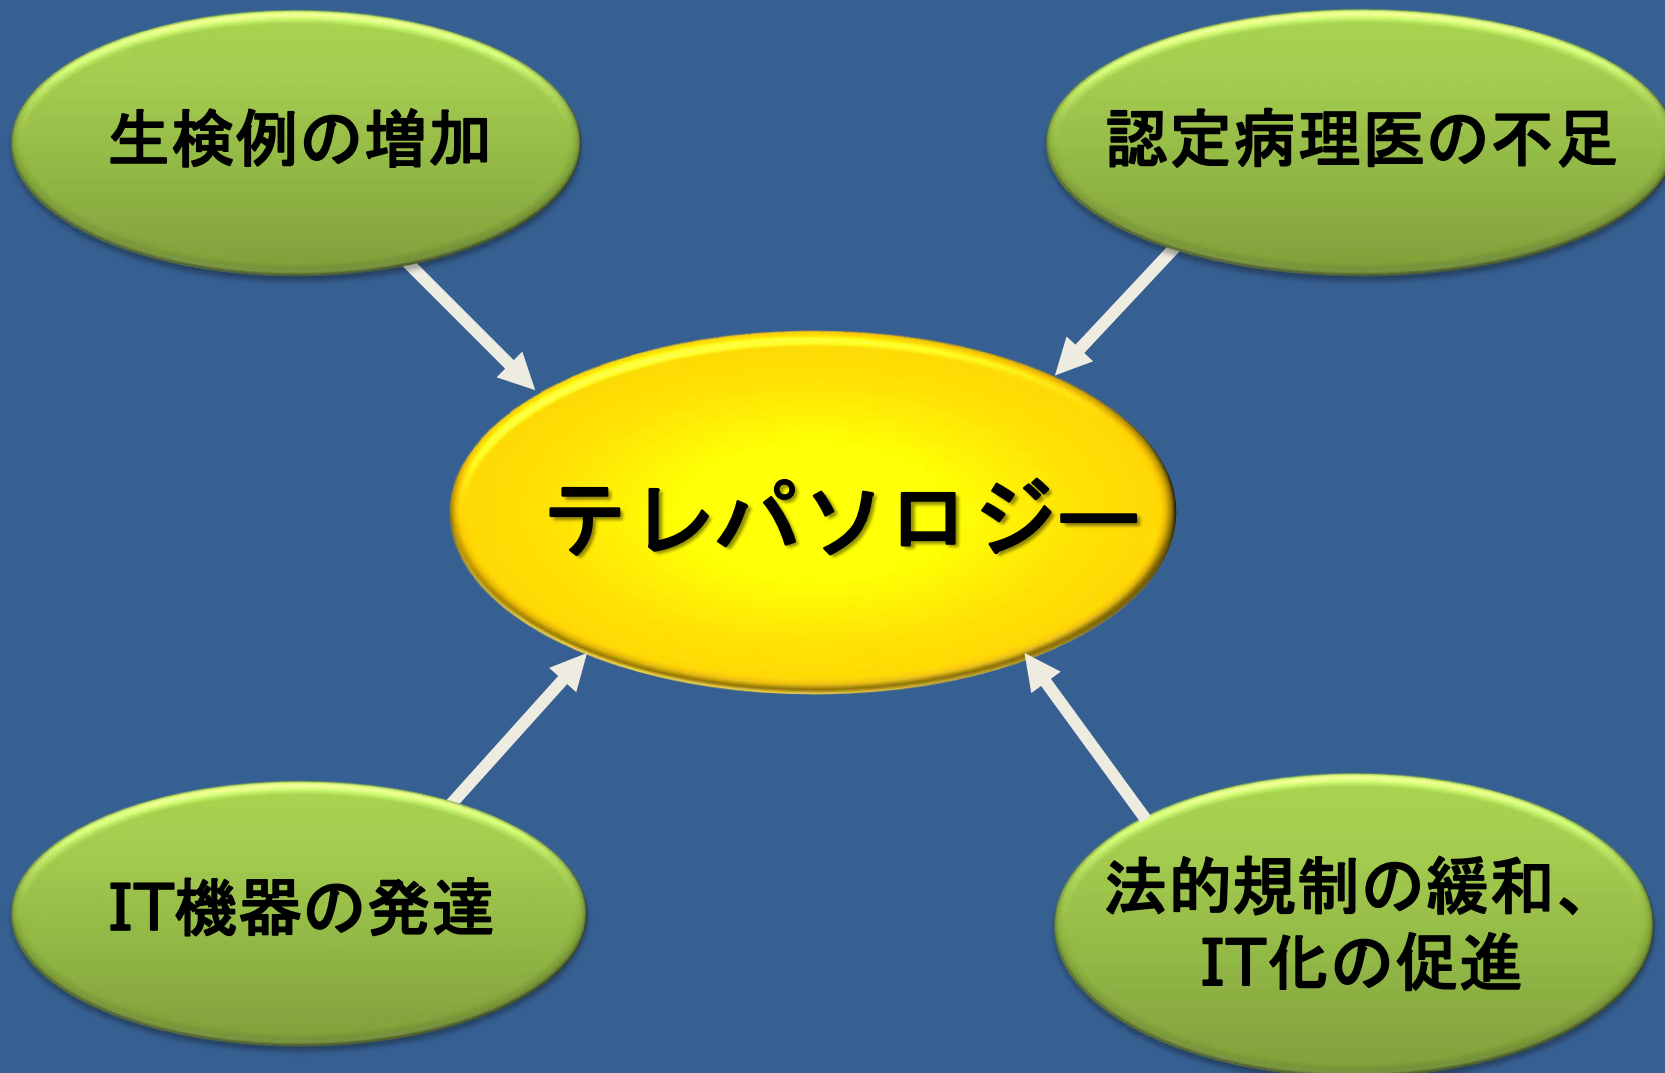 生検例の増加
認定病理医の不足
テレパソロジー
IT機器の発達
法的規制の緩和、
IT化の促進